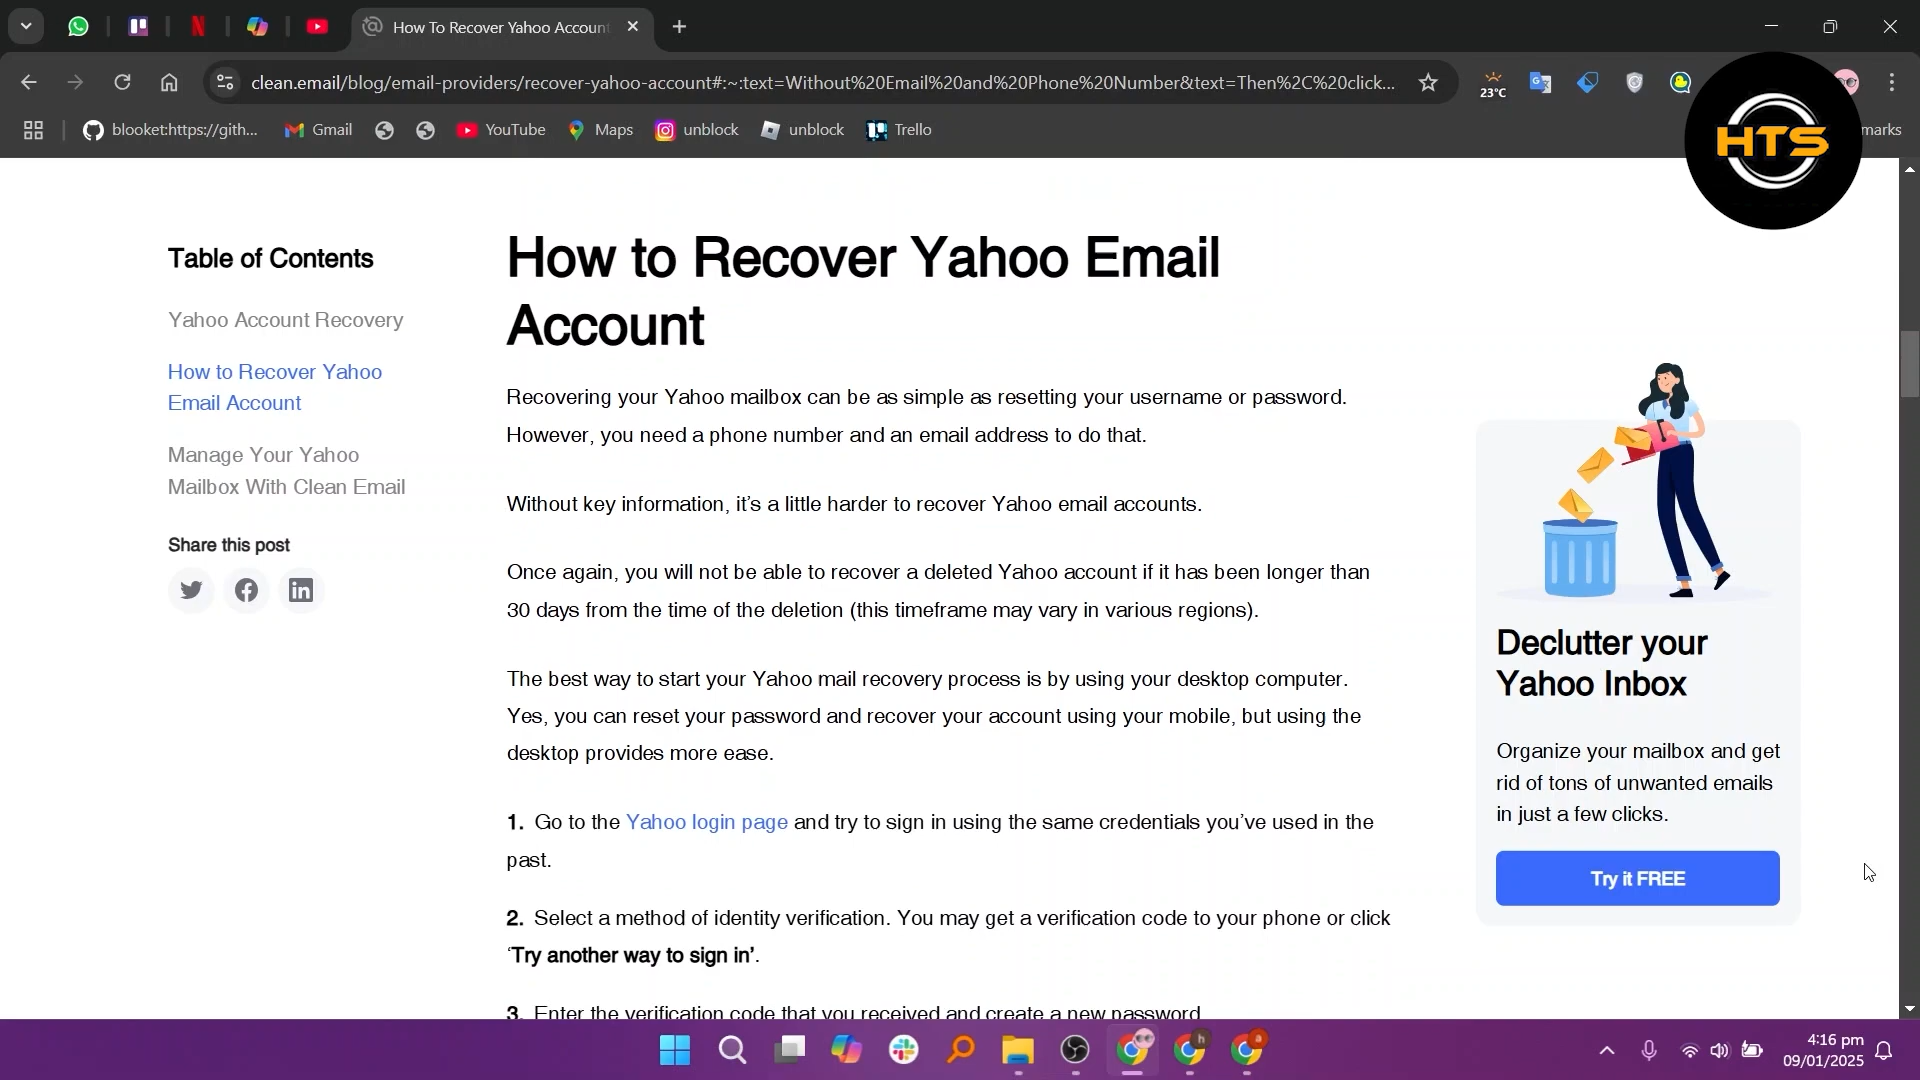 How To Recover Yahoo Account
clean.email/blog/email-providers/recover-yahoo-account#:~:text=Without%20Email%20and%20Phone%20Number&text=Then%2C%20click...
23°C
blooket:https://gith...
Gmail
YouTube
Maps
unblock
unblock
Trello
marks
HTS
Table of Contents
Yahoo Account Recovery
How to Recover Yahoo
Email Account
Manage Your Yahoo
Mailbox With Clean Email
Share this post
How to Recover Yahoo Email
Account
Recovering your Yahoo mailbox can be as simple as resetting your username or password.
However, you need a phone number and an email address to do that.
Without key information, it’s a little harder to recover Yahoo email accounts.
Once again, you will not be able to recover a deleted Yahoo account if it has been longer than
30 days from the time of the deletion (this timeframe may vary in various regions).
The best way to start your Yahoo mail recovery process is by using your desktop computer.
Yes, you can reset your password and recover your account using your mobile, but using the
desktop provides more ease.
1. Go to the Yahoo login page and try to sign in using the same credentials you’ve used in the
past.
2. Select a method of identity verification. You may get a verification code to your phone or click
‘Try another way to sign in’.
3. Enter the verification code that you received and create a new password
Declutter your
Yahoo Inbox
Organize your mailbox and get
rid of tons of unwanted emails
in just a few clicks.
Try it FREE
4:16 pm
09/01/2025